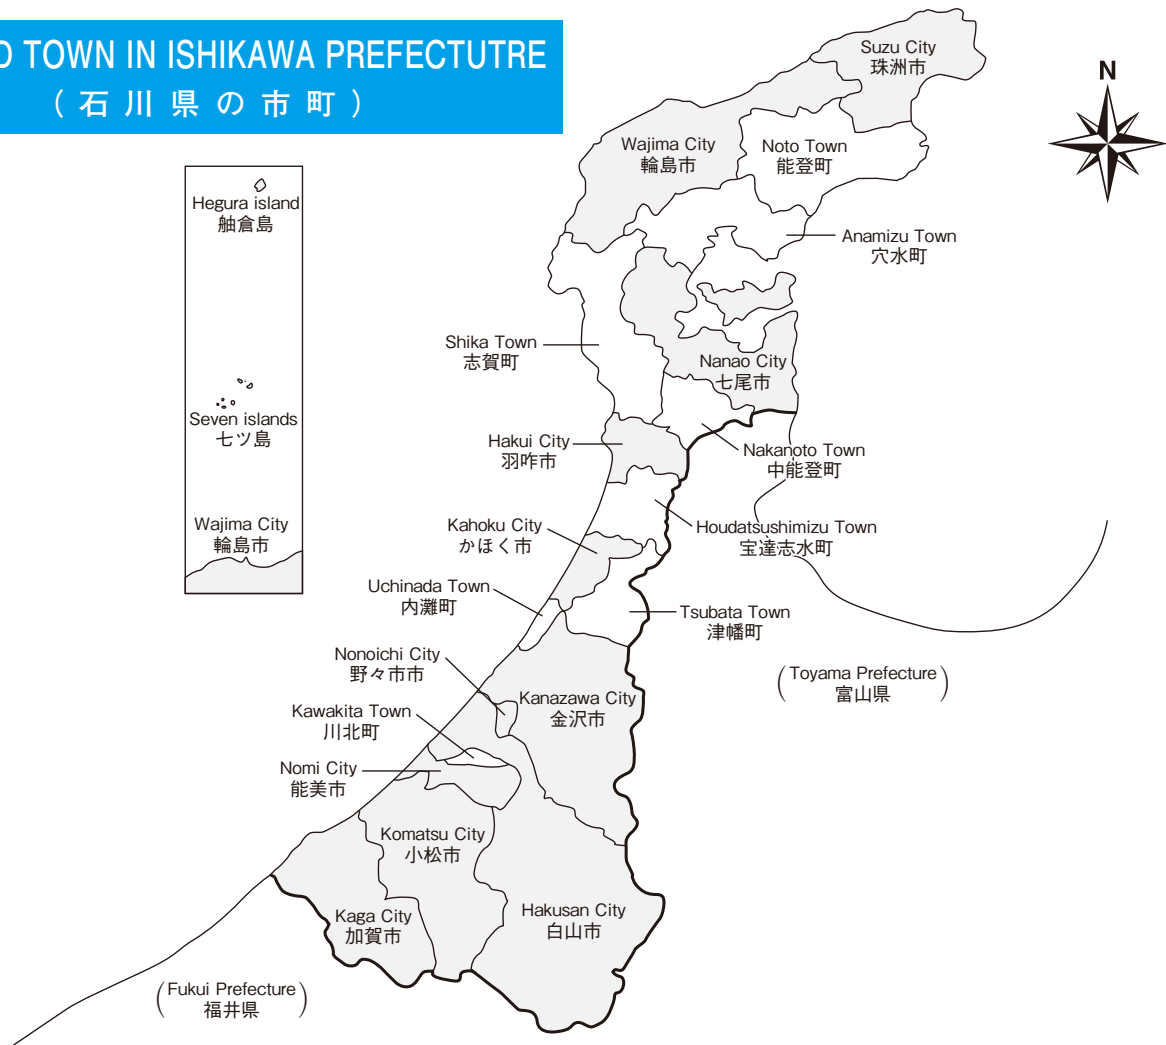 TOWN IN ISHIKAWA PREFECTUTRE
(石川県の市町)
N
Suzu City
珠洲市
Wajima City
輪島市
Noto Town
能登町
Hegura island
舳倉島
Anamizu Town
穴水町
Shika Town
志賀町
Nanao City
七尾市
Seven islands
七ツ島
Hakui City
羽咋市
Nakanoto Town
中能登町
Wajima City
輪島市
Kahoku City
かほく市
Houdatsushimizu Town
宝達志水町
Uchinada Town
内灘町
Tsubata Town
津幡町
Nonoichi City
野々市市
(Toyama Prefecture)
富山県
Kanazawa City
金沢市
Kawakita Town
川北町
Nomi City
能美市
Komatsu City
小松市
Kaga City
加賀市
Hakusan City
白山市
(Fukui Prefecture)
福井県